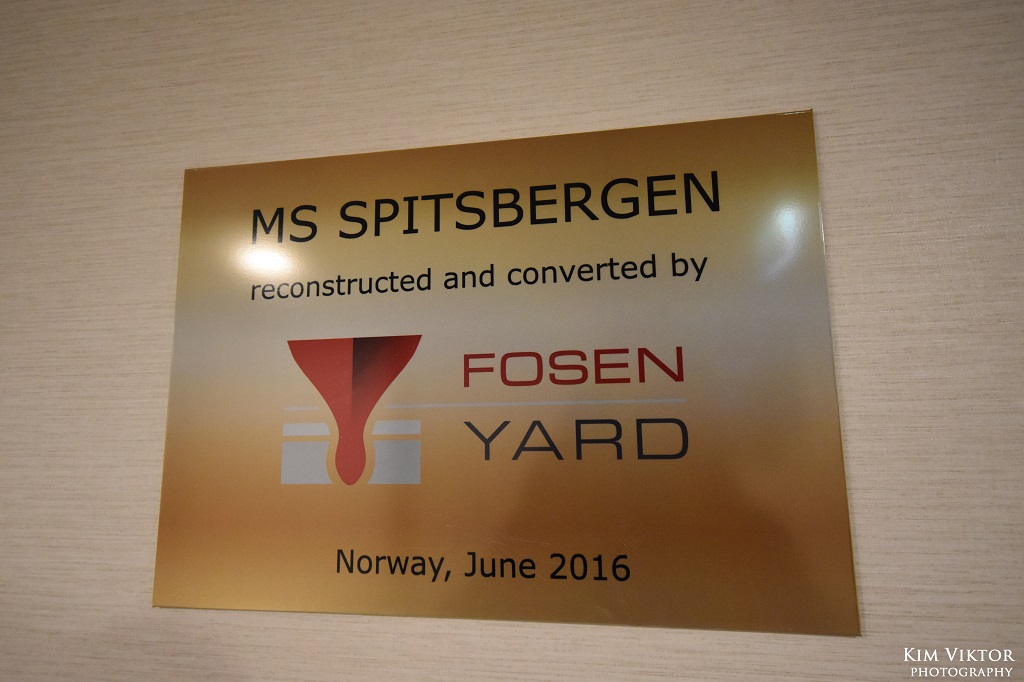 MS SPITSBERGEN
reconstructed and converted by
FOSEN
YARD
Norway, June 2016
KIM VIKTOR
PHOTOGRAPHY